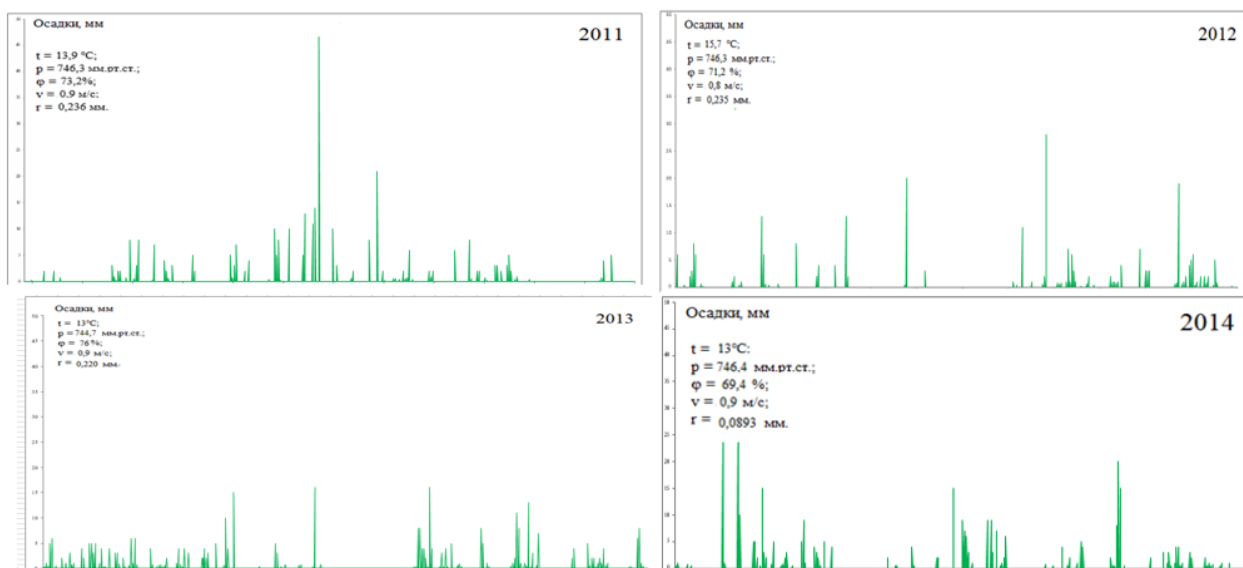 Осадки, мм
2011
t = 13,9 °С;
p = 746,3 мм.рт.ст.;
φ = 73,2%;
v = 0,9 м/с;
r = 0,236 мм.
Осадки, мм
2012
t = 15,7 °С;
p = 746,3 мм.рт.ст.;
φ = 71,2 %;
v = 0,8 м/с;
r = 0,235 мм.
Осадки, мм
2013
t = 13°С;
p = 744,7 мм.рт.ст.;
φ = 76%;
v = 0,9 м/с;
r = 0,220 мм.
Осадки, мм
2014
t = 13°С:
p = 746,4 мм.рт.ст.;
φ = 69,4 %;
v = 0,9 м/с;
r = 0,0893 мм.